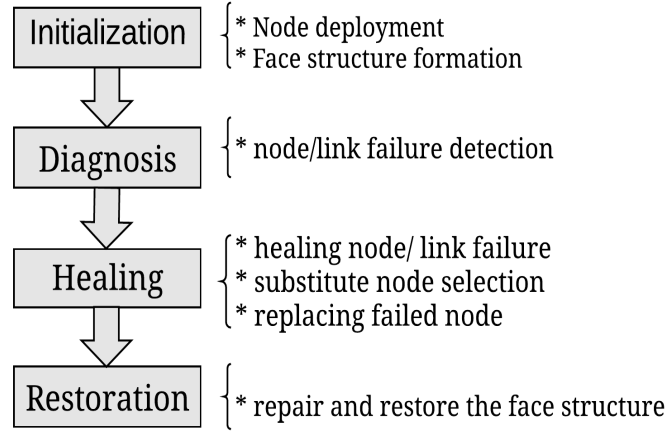 Initialization
* Node deployment
* Face structure formation
Diagnosis
* node/link failure detection
Healing
* healing node/ link failure
* substitute node selection
* replacing failed node
Restoration
* repair and restore the face structure